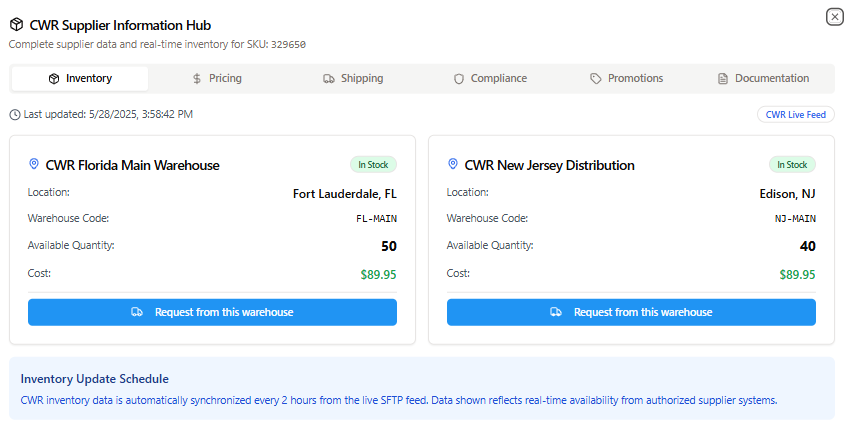 CWR Supplier Information Hub
Complete supplier data and real-time inventory for SKU: 329650
Inventory
Pricing
Shipping
Compliance
Promotions
Documentation
Last updated: 5/28/2025, 3:58:42 PM
CWR Live Feed
CWR Florida Main Warehouse
In Stock
Location:
Fort Lauderdale, FL
Warehouse Code:
FL-MAIN
Available Quantity:
50
Cost:
$89.95
Request from this warehouse
CWR New Jersey Distribution
In Stock
Location:
Edison, NJ
Warehouse Code:
NJ-MAIN
Available Quantity:
40
Cost:
$89.95
Request from this warehouse
Inventory Update Schedule
CWR inventory data is automatically synchronized every 2 hours from the live SFTP feed. Data shown reflects real-time availability from authorized supplier systems.